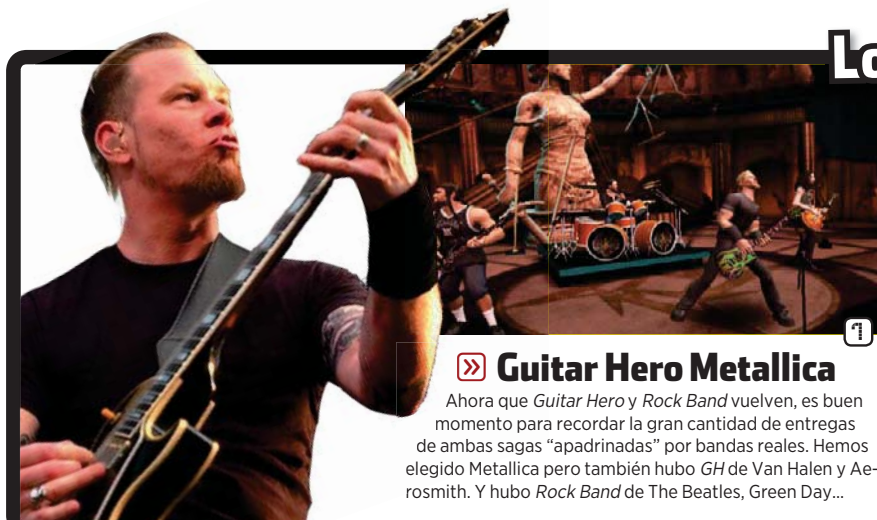 Lo
1
Guitar Hero Metallica
Ahora que Guitar Hero y Rock Band vuelven, es buen
momento para recordar la gran cantidad de entregas
de ambas sagas “apadrinadas” por bandas reales. Hemos
elegido Metallica pero también hubo GH de Van Halen y Ae-
rosmith. Y hubo Rock Band de The Beatles, Green Day...